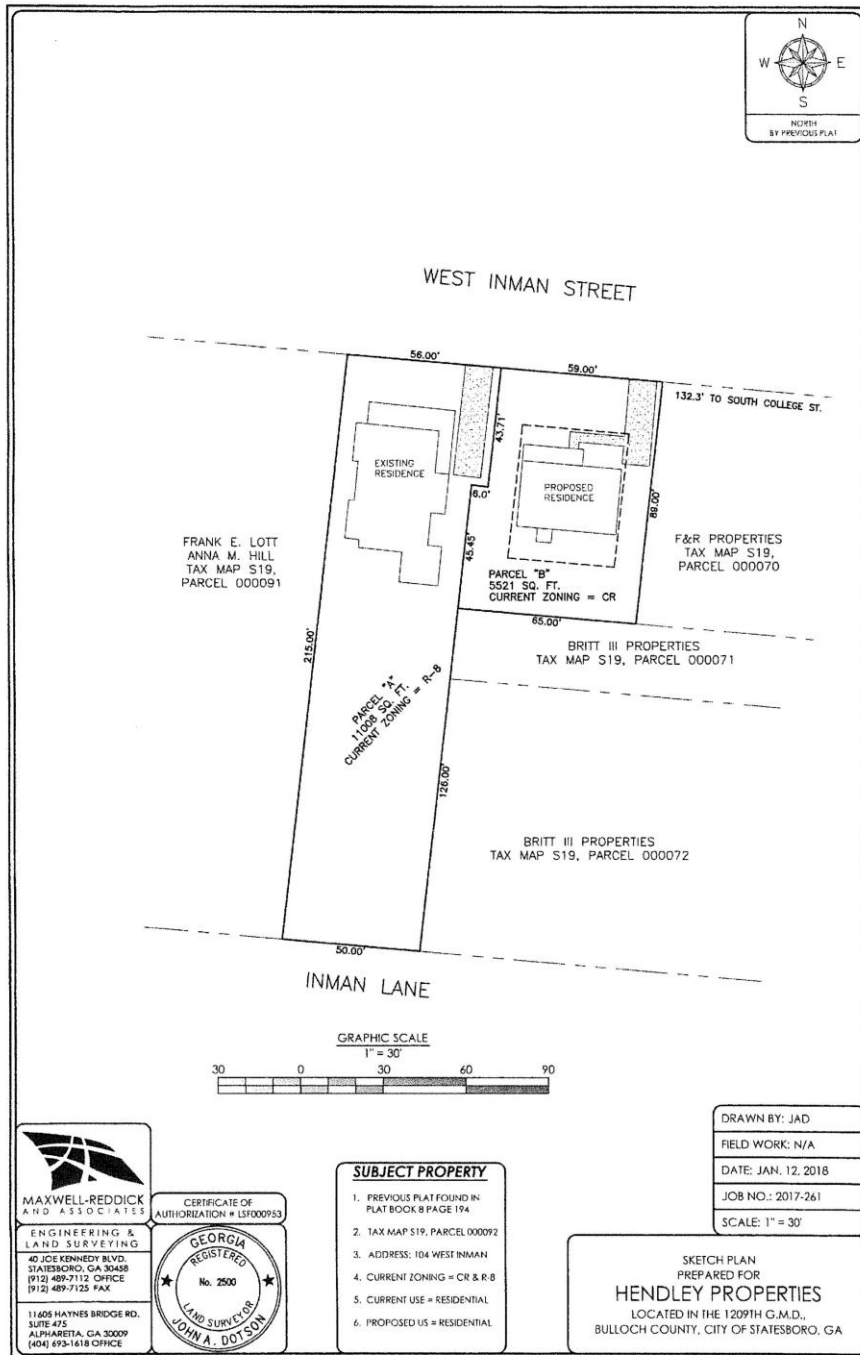 N
W E
S
NORTH
BY PREVIOUS PLAT
WEST INMAN STREET
56.00'
59.00'
132.3' TO SOUTH COLLEGE ST.
43.71'
EXISTING
RESIDENCE
6.0'
PROPOSED
RESIDENCE
89.00'
45.45'
FRANK E. LOTT
ANNA M. HILL
TAX MAP S19,
PARCEL 000091
F&R PROPERTIES
TAX MAP S19,
PARCEL 000070
PARCEL "B"
5521 SQ. FT.
CURRENT ZONING = CR
65.00'
BRITT III PROPERTIES
TAX MAP S19, PARCEL 000071
215.00'
PARCEL "A"
11008 SQ. FT.
CURRENT ZONING = R-8
126.00'
BRITT III PROPERTIES
TAX MAP S19, PARCEL 000072
50.00'
INMAN LANE
GRAPHIC SCALE
1" = 30'
30 0 30 60 90
MAXWELL-REDDICK
AND ASSOCIATES
ENGINEERING &
LAND SURVEYING
40 JOE KENNEDY BLVD.
STATESBORO, GA 30458
(912) 489-7112 OFFICE
(912) 489-7125 FAX
11605 HAYNES BRIDGE RD.
SUITE 475
ALPHARETTA, GA 30009
(404) 693-1618 OFFICE
CERTIFICATE OF
AUTHORIZATION # LSF000953
GEORGIA
REGISTERED
No. 2500
LAND SURVEYOR
JOHN A. DOTSON
SUBJECT PROPERTY
1. PREVIOUS PLAT FOUND IN
PLAT BOOK 8 PAGE 194
2. TAX MAP S19, PARCEL 000092
3. ADDRESS: 104 WEST INMAN
4. CURRENT ZONING = CR & R-8
5. CURRENT USE = RESIDENTIAL
6. PROPOSED US = RESIDENTIAL
DRAWN BY: JAD
FIELD WORK: N/A
DATE: JAN. 12, 2018
JOB NO.: 2017-261
SCALE: 1" = 30'
SKETCH PLAN
PREPARED FOR
HENDLEY PROPERTIES
LOCATED IN THE 1209TH G.M.D.,
BULLOCH COUNTY, CITY OF STATESBORO, GA